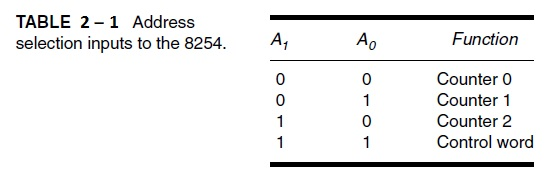 TABLE 2–1 Address
selection inputs to the 8254.
A1 A0 Function
0 0 Counter 0
0 1 Counter 1
1 0 Counter 2
1 1 Control word